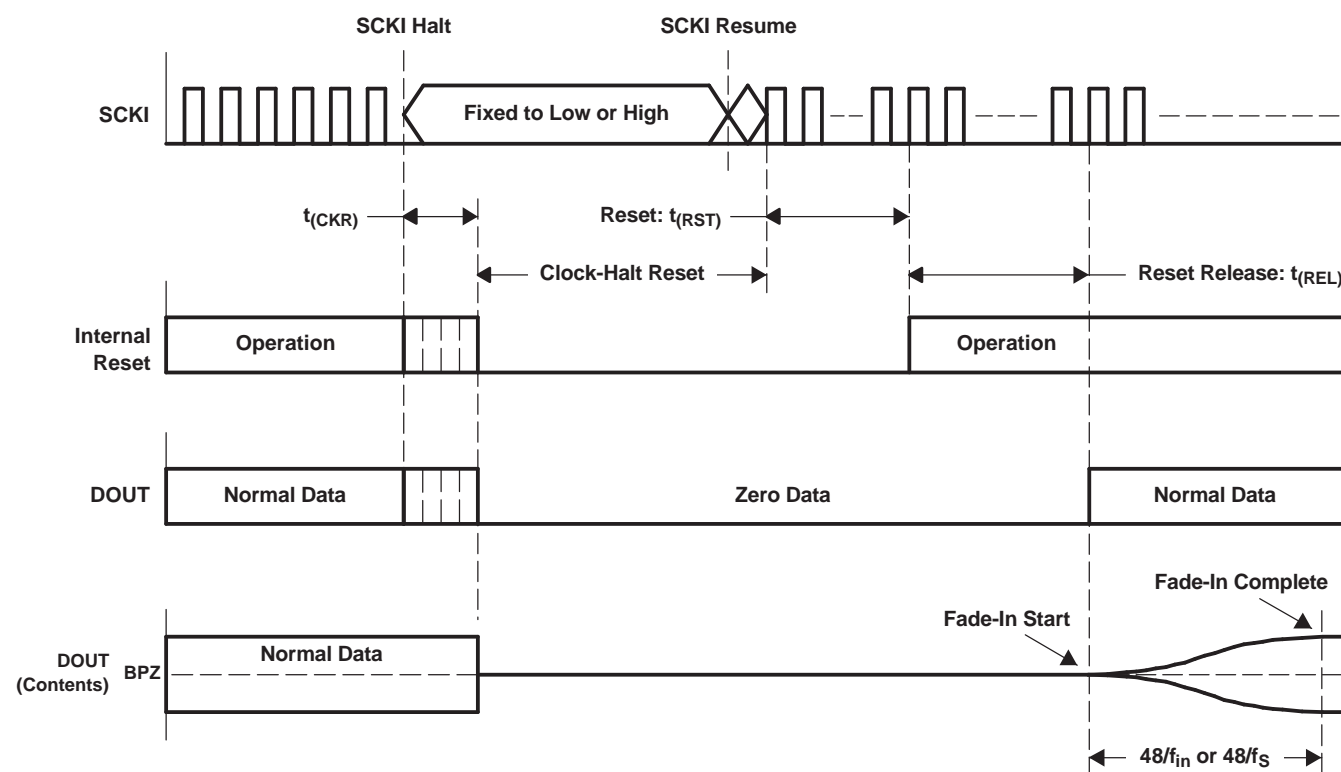 SCKI Halt
SCKI Resume
SCKI
Fixed to Low or High
t(CKR)
Reset: t(RST)
Clock-Halt Reset
Reset Release: t(REL)
Internal
Reset
Operation
Operation
DOUT
Normal Data
Zero Data
Normal Data
Fade-In Complete
Fade-In Start
DOUT
(Contents)
BPZ
Normal Data
48/fin or 48/fS